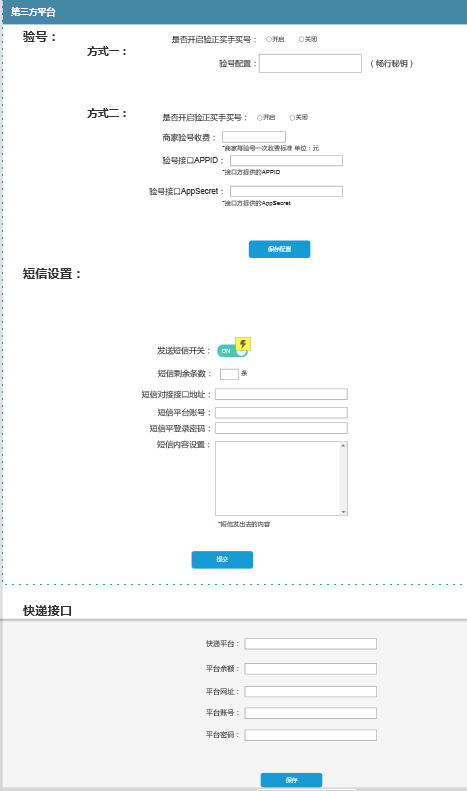 第三方平台
验号：
是否开启验正买手买号： 开启 关闭
方式一：
验号配置： （畅行秘钥）
方式二：
是否开启验正买手买号： 开启 关闭
商家验号收费：
*商家每验号一次收费标准 单位：元
验号接口APPID：
*接口方提供的APPID
验号接口AppSecret：
*接口方提供的AppSecret
保存配置
短信设置：
发送短信开关： ON
短信剩余条数： 条
短信对接接口地址：
短信平台账号：
短信平登录密码：
短信内容设置：
*短信发出去的内容
提交
快递接口
快递平台：
平台余额：
平台网址：
平台账号：
平台密码：
保存